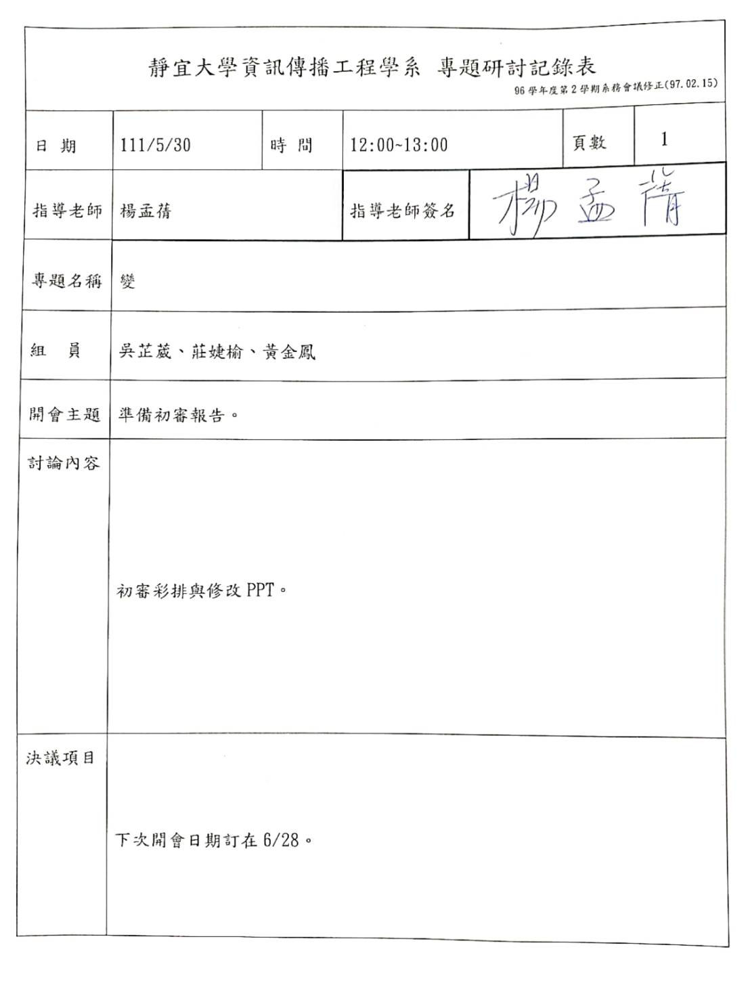 靜宜大學資訊傳播工程學系 專題研討記錄表
96 學年度第 2 學期系務會議修正(97.02.15)
日 期 111/5/30 時 間 12:00~13:00 頁數 1
指導老師 楊孟蒨 指導老師簽名 楊孟蒨
專題名稱 變
組 員 吳芷葳、莊婕榆、黃金鳳
開會主題 準備初審報告。
討論內容
初審彩排與修改 PPT。
決議項目
下次開會日期訂在 6/28。